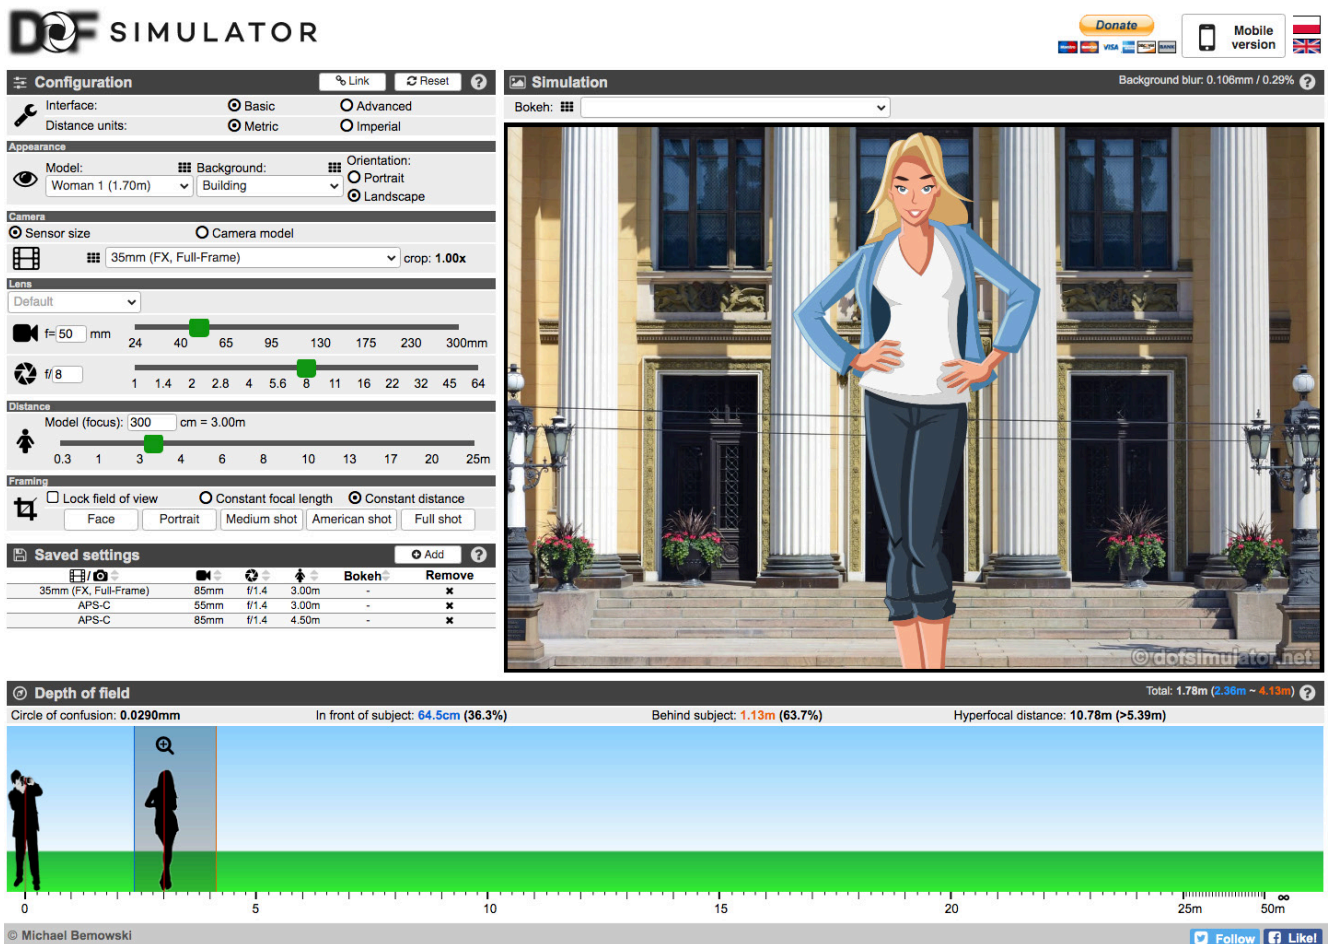 DOF SIMULATOR
Donate
VISA
Mobile version
Configuration
Link
Reset
?
Interface:
Basic
Advanced
Distance units:
Metric
Imperial
Appearance
Model:
Background:
Orientation:
Woman 1 (1.70m)
Building
Portrait
Landscape
Camera
Sensor size
Camera model
35mm (FX, Full-Frame)
crop: 1.00x
Lens
Default
f= 50 mm
24 40 65 95 130 175 230 300mm
f/ 8
1 1.4 2 2.8 4 5.6 8 11 16 22 32 45 64
Distance
Model (focus): 300 cm = 3.00m
0.3 1 3 4 6 8 10 13 17 20 25m
Framing
Lock field of view
Constant focal length
Constant distance
Face
Portrait
Medium shot
American shot
Full shot
Saved settings
Add
?
Bokeh
Remove
35mm (FX, Full-Frame) 85mm f/1.4 3.00m -
APS-C 55mm f/1.4 3.00m -
APS-C 85mm f/1.4 4.50m -
Simulation
Background blur: 0.106mm / 0.29%
?
Bokeh:
©dofsimulator.net
Depth of field
Total: 1.78m (2.36m ~ 4.13m)
?
Circle of confusion: 0.0290mm
In front of subject: 64.5cm (36.3%)
Behind subject: 1.13m (63.7%)
Hyperfocal distance: 10.78m (>5.39m)
0 5 10 15 20 25m 50m ∞
© Michael Bemowski
Follow
Like!